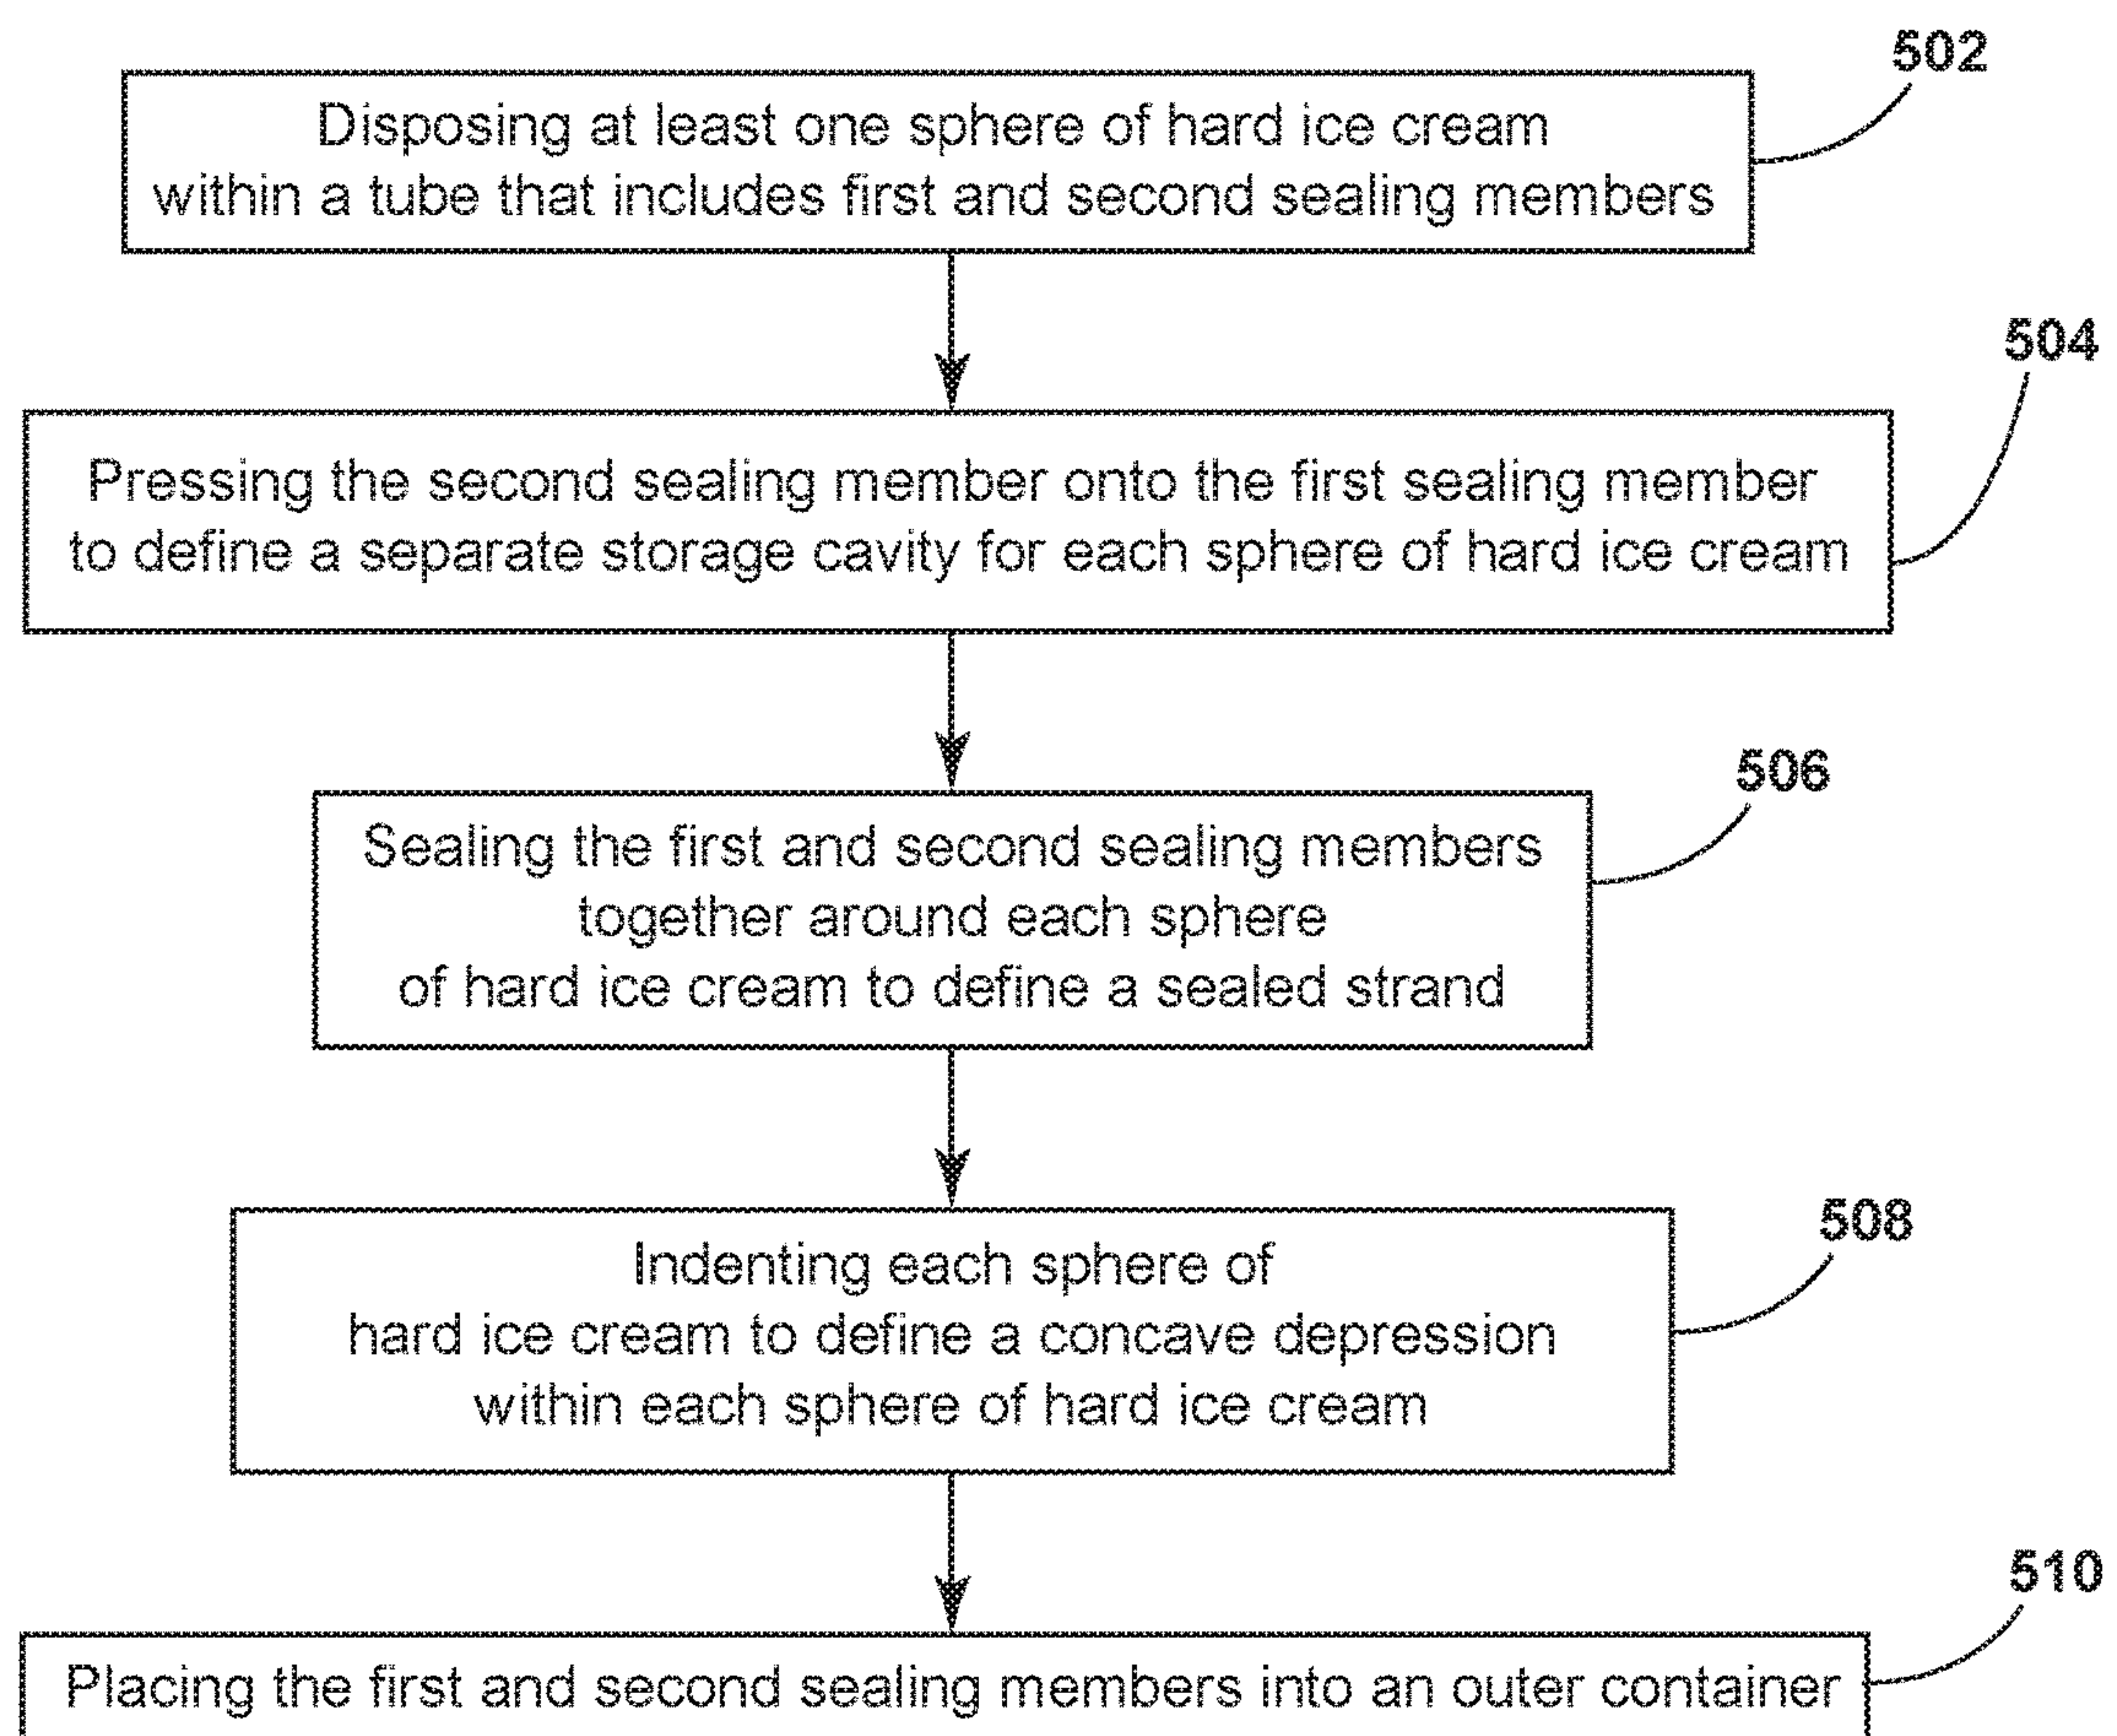 502
Disposing at least one sphere of hard ice cream
within a tube that includes first and second sealing members
504
Pressing the second sealing member onto the first sealing member
to define a separate storage cavity for each sphere of hard ice cream
506
Sealing the first and second sealing members
together around each sphere
of hard ice cream to define a sealed strand
508
Indenting each sphere of
hard ice cream to define a concave depression
within each sphere of hard ice cream
510
Placing the first and second sealing members into an outer container